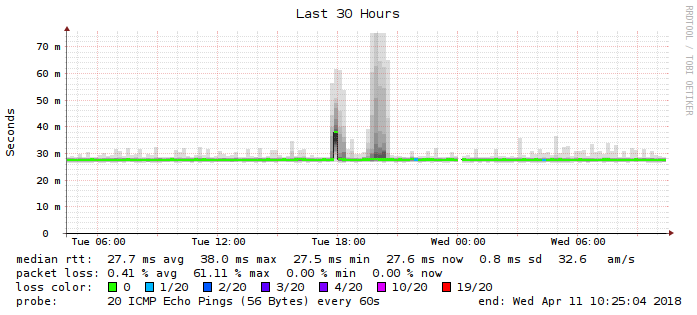 Last 30 Hours
RRDTOOL / TOBI OETIKER
Seconds
70 m
60 m
50 m
40 m
30 m
20 m
10 m
0
Tue 06:00 Tue 12:00 Tue 18:00 Wed 00:00 Wed 06:00
median rtt: 27.7 ms avg 38.0 ms max 27.5 ms min 27.6 ms now 0.8 ms sd 32.6 am/s
packet loss: 0.41 % avg 61.11 % max 0.00 % min 0.00 % now
loss color: 0 1/20 2/20 3/20 4/20 10/20 19/20
probe: 20 ICMP Echo Pings (56 Bytes) every 60s end: Wed Apr 11 10:25:04 2018